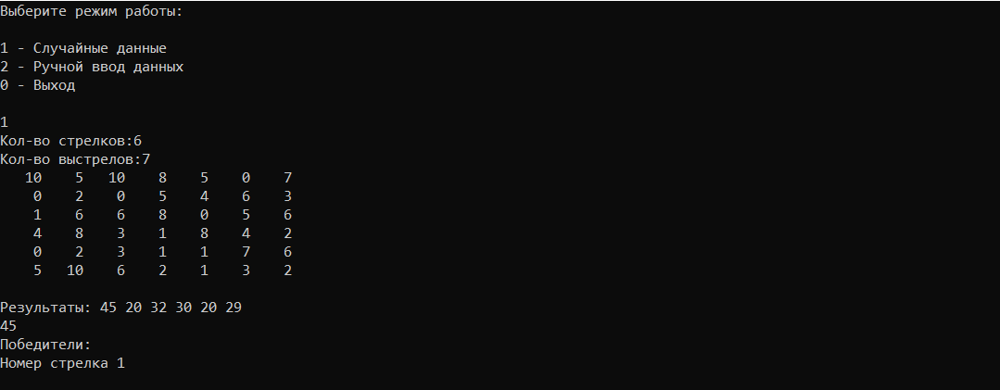 Выберите режим работы:
1 - Случайные данные
2 - Ручной ввод данных
0 - Выход
1
Кол-во стрелков:6
Кол-во выстрелов:7
10 5 10 8 5 0 7
0 2 0 5 4 6 3
1 6 6 8 0 5 6
4 8 3 1 8 4 2
0 2 3 1 1 7 6
5 10 6 2 1 3 2
Результаты: 45 20 32 30 20 29
45
Победители:
Номер стрелка 1